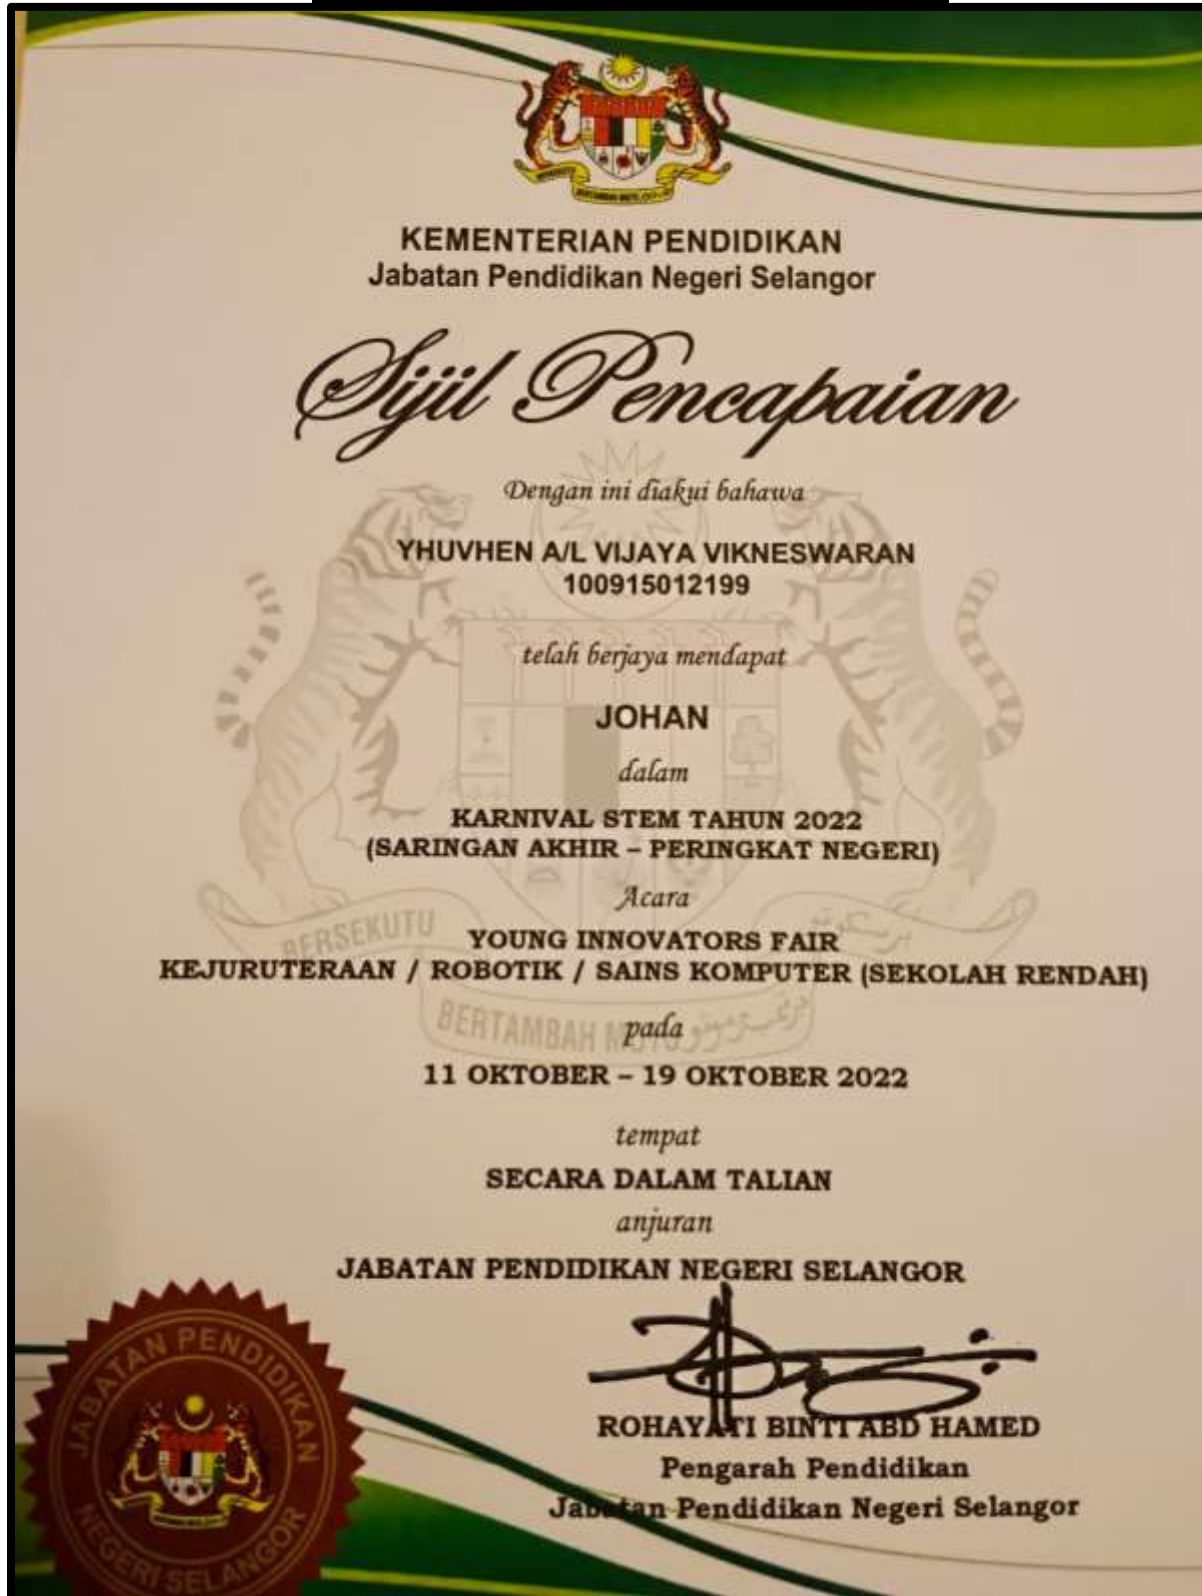 KEMENTERIAN PENDIDIKAN
Jabatan Pendidikan Negeri Selangor
Sijil Pencapaian
Dengan ini diakui bahawa
YHUVHEN A/L VIJAYA VIKNESWARAN
100915012199
telah berjaya mendapat
JOHAN
dalam
KARNIVAL STEM TAHUN 2022
(SARINGAN AKHIR – PERINGKAT NEGERI)
Acara
BERSEKUTU
YOUNG INNOVATORS FAIR
KEJURUTERAAN / ROBOTIK / SAINS KOMPUTER (SEKOLAH RENDAH)
BERTAMBAH
pada
11 OKTOBER – 19 OKTOBER 2022
tempat
SECARA DALAM TALIAN
anjuran
JABATAN PENDIDIKAN NEGERI SELANGOR
ROHAYATI BINTI ABD HAMED
Pengarah Pendidikan
Jabatan Pendidikan Negeri Selangor
JABATAN PENDIDIKAN
NEGERI SELANGOR